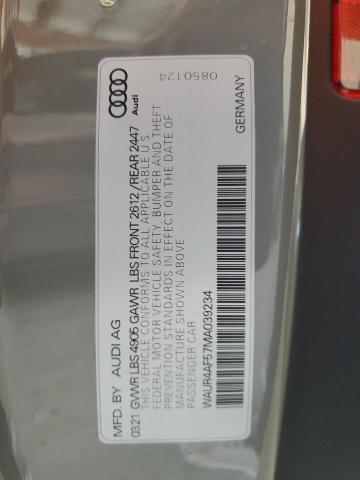 MFD. BY AUDI AG
0321 GVWR LBS 4905 GAWR LBS FRONT 2612 /REAR 2447
THIS VEHICLE CONFORMS TO ALL APPLICABLE U S
FEDERAL MOTOR VEHICLE SAFETY, BUMPER AND THEFT
PREVENTION STANDARDS IN EFFECT ON THE DATE OF
MANUFACTURE SHOWN ABOVE
PASSENGER CAR
WAUR4AF57MA039234
GERMANY
Audi
0850124